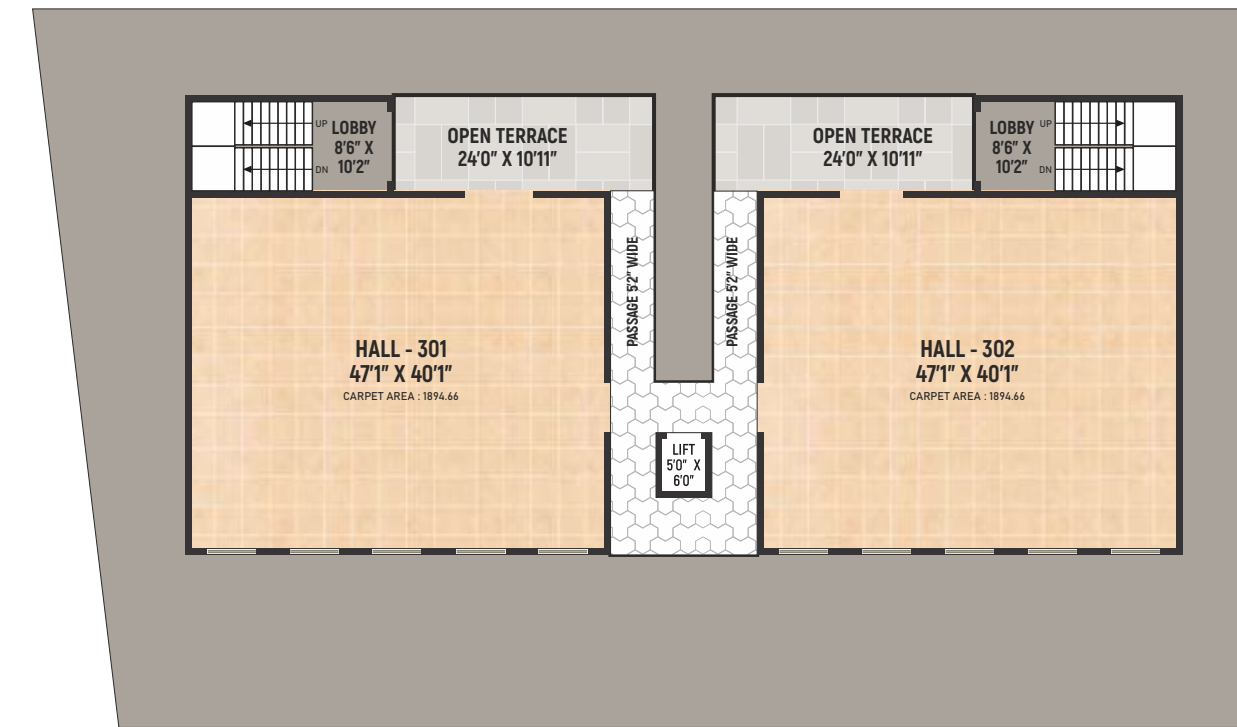 UP
LOBBY
8'6" X
10'2"
DN
OPEN TERRACE
24'0" X 10'11"
OPEN TERRACE
24'0" X 10'11"
LOBBY
8'6" X
10'2"
UP
DN
PASSAGE 5'2" WIDE
PASSAGE 5'2" WIDE
HALL - 301
47'1" X 40'1"
CARPET AREA : 1894.66
HALL - 302
47'1" X 40'1"
CARPET AREA : 1894.66
LIFT
5'0" X
6'0"